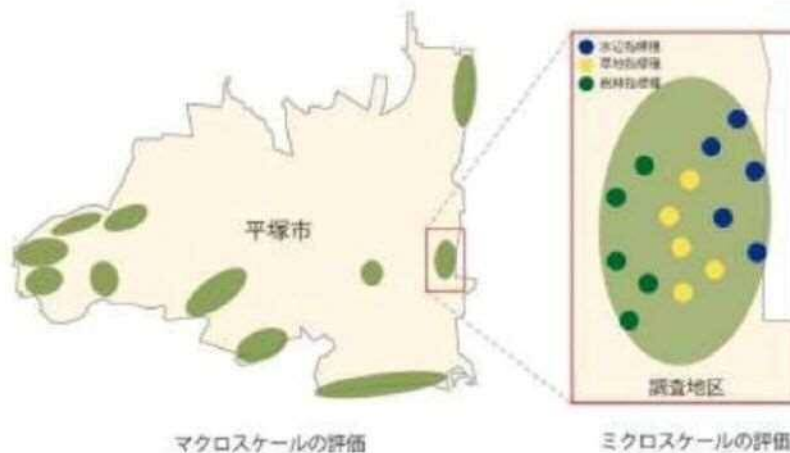 水辺指標種
草地指標種
樹林指標種
平塚市
調査地区
マクロスケールの評価
ミクロスケールの評価